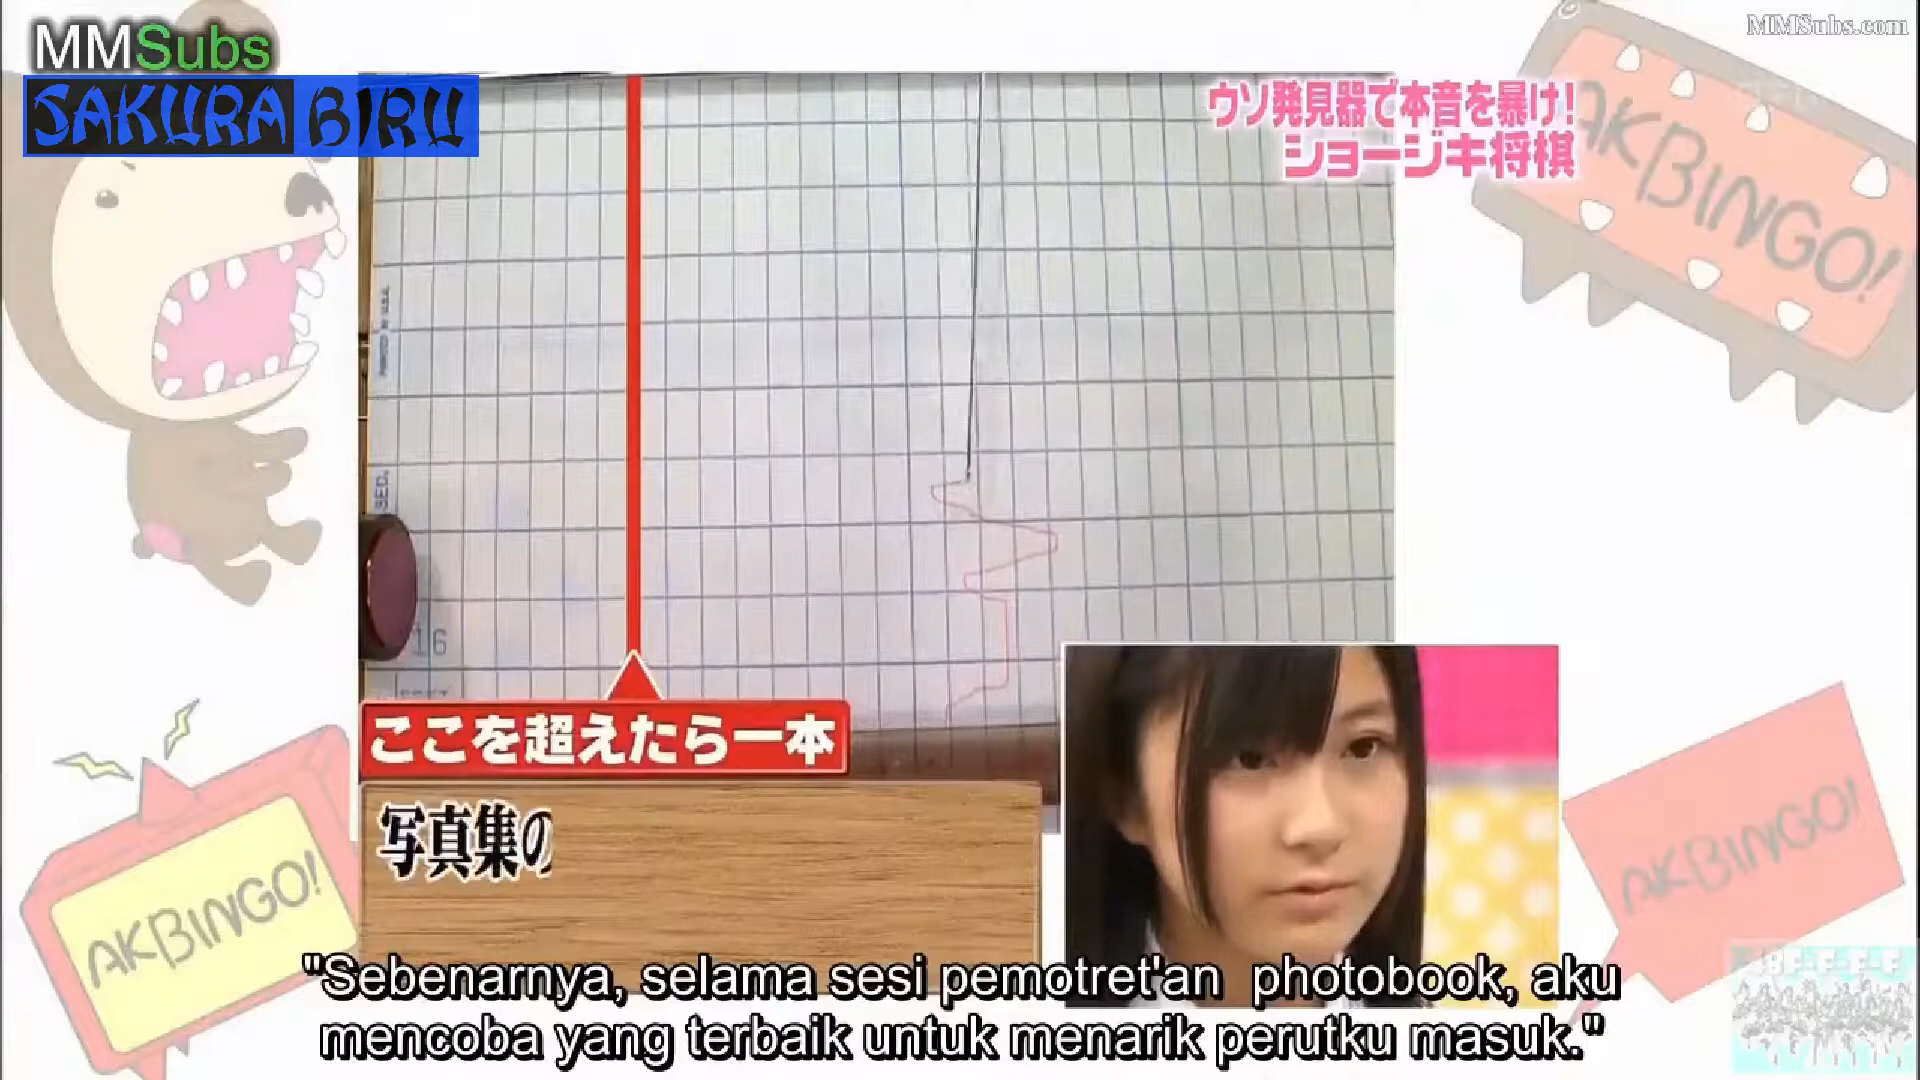 MMSubs
MMSubs.com
SAKURA BIRU
ウソ発見器で本音を暴け!
ショージキ将棋
AKBINGO!
16
ここを超えたら一本
写真集の
AKBINGO!
AKBINGO!
"Sebenarnya, selama sesi pemotret'an photobook, aku
mencoba yang terbaik untuk menarik perutku masuk."